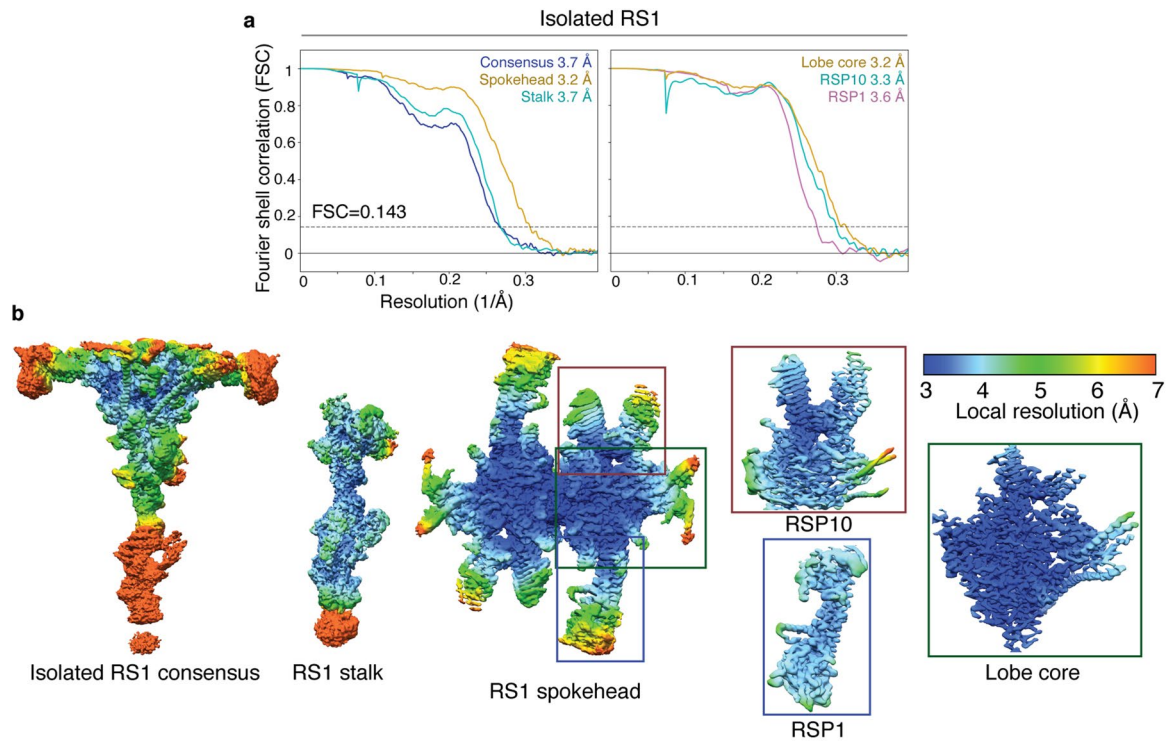 a
Isolated RS1
Fourier shell correlation (FSC)
1
0.8
0.6
0.4
0.2
0
Consensus 3.7 Å
Spokehead 3.2 Å
Stalk 3.7 Å
FSC=0.143
0
0.1
0.2
0.3
Resolution (1/Å)
Lobe core 3.2 Å
RSP10 3.3 Å
RSP1 3.6 Å
0
0.1
0.2
0.3
b
3 4 5 6 7
Local resolution (Å)
RSP10
Isolated RS1 consensus
RS1 stalk
RS1 spokehead
RSP1
Lobe core